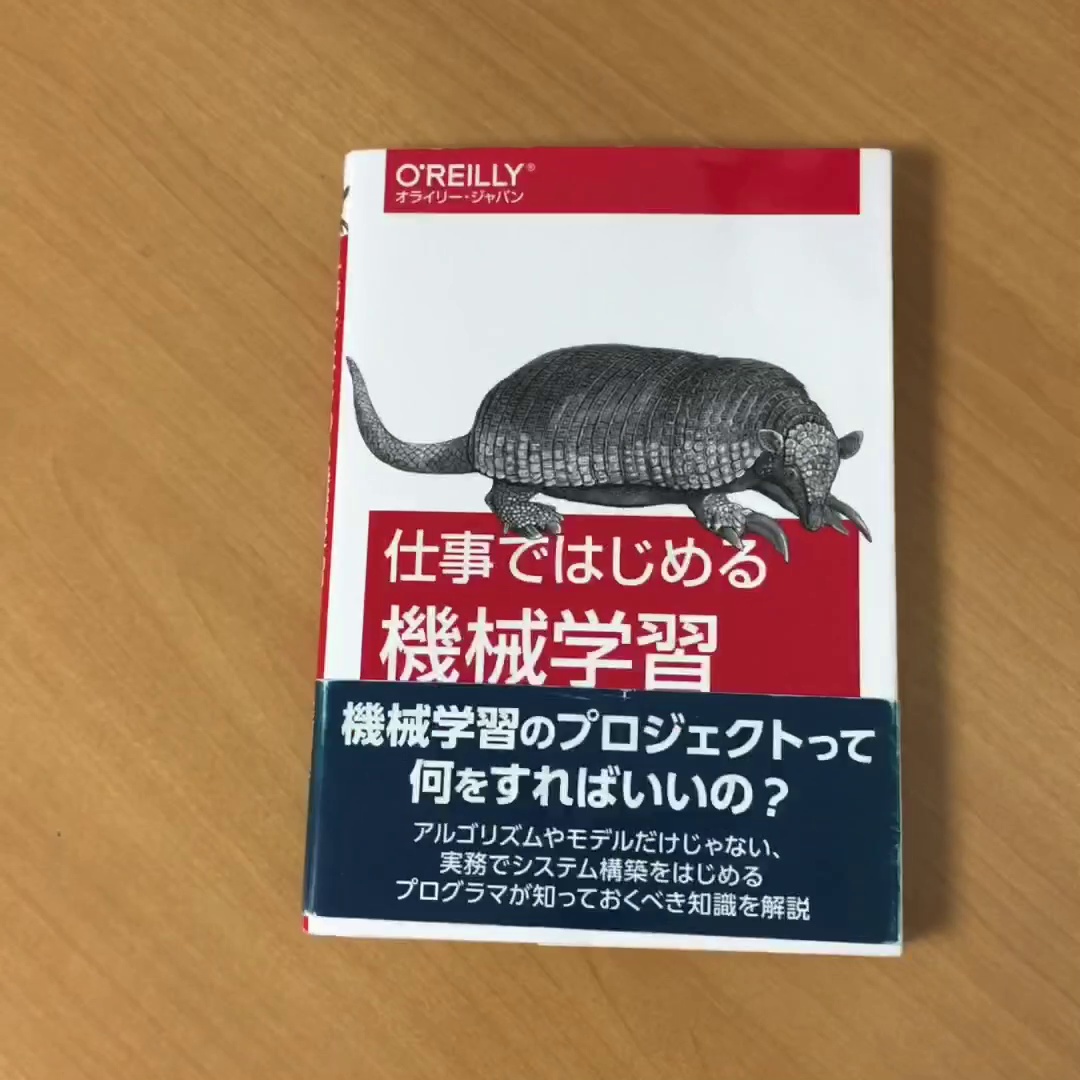 O'REILLY®
オライリー・ジャパン
仕事ではじめる
機械学習
機械学習のプロジェクトって
何をすればいいの?
アルゴリズムやモデルだけじゃない、
実務でシステム構築をはじめる
プログラマが知っておくべき知識を解説